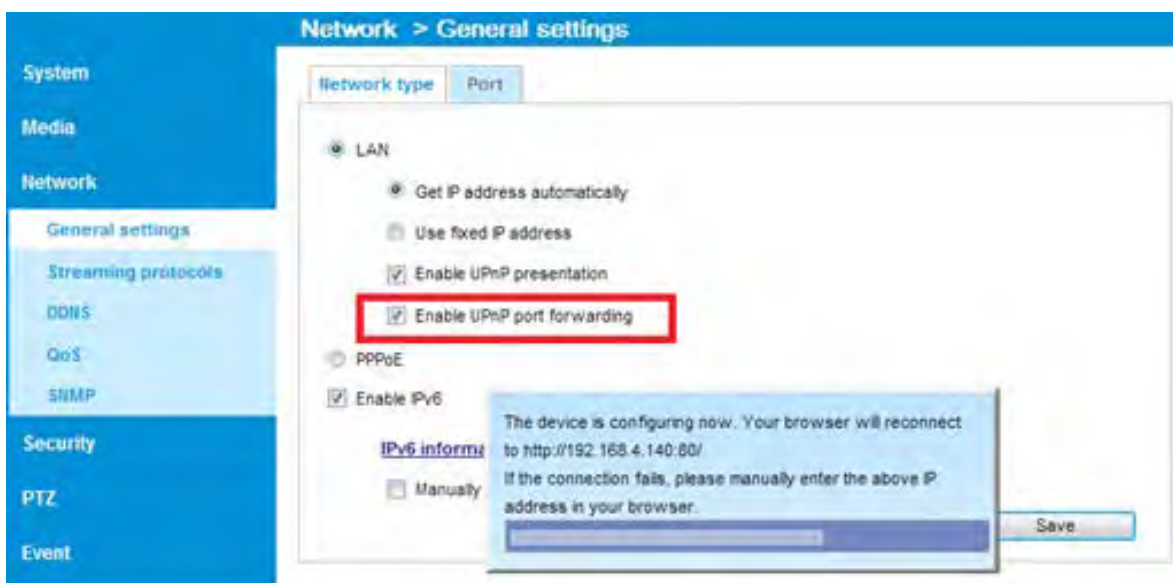 Network > General settings
System
Media
Network
General settings
Streaming protocols
DDNS
QoS
SNMP
Security
PTZ
Event
Network type Port
LAN
Get IP address automatically
Use fixed IP address
Enable UPnP presentation
Enable UPnP port forwarding
PPPoE
Enable IPv6
IPv6 informa
Manually
The device is configuring now. Your browser will reconnect
to http://192.168.4.140:80/
If the connection fails, please manually enter the above IP
address in your browser.
Save